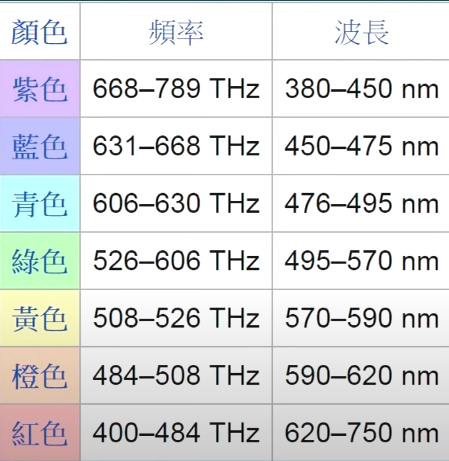 顏色 頻率 波長
紫色 668–789 THz 380–450 nm
藍色 631–668 THz 450–475 nm
青色 606–630 THz 476–495 nm
綠色 526–606 THz 495–570 nm
黃色 508–526 THz 570–590 nm
橙色 484–508 THz 590–620 nm
紅色 400–484 THz 620–750 nm